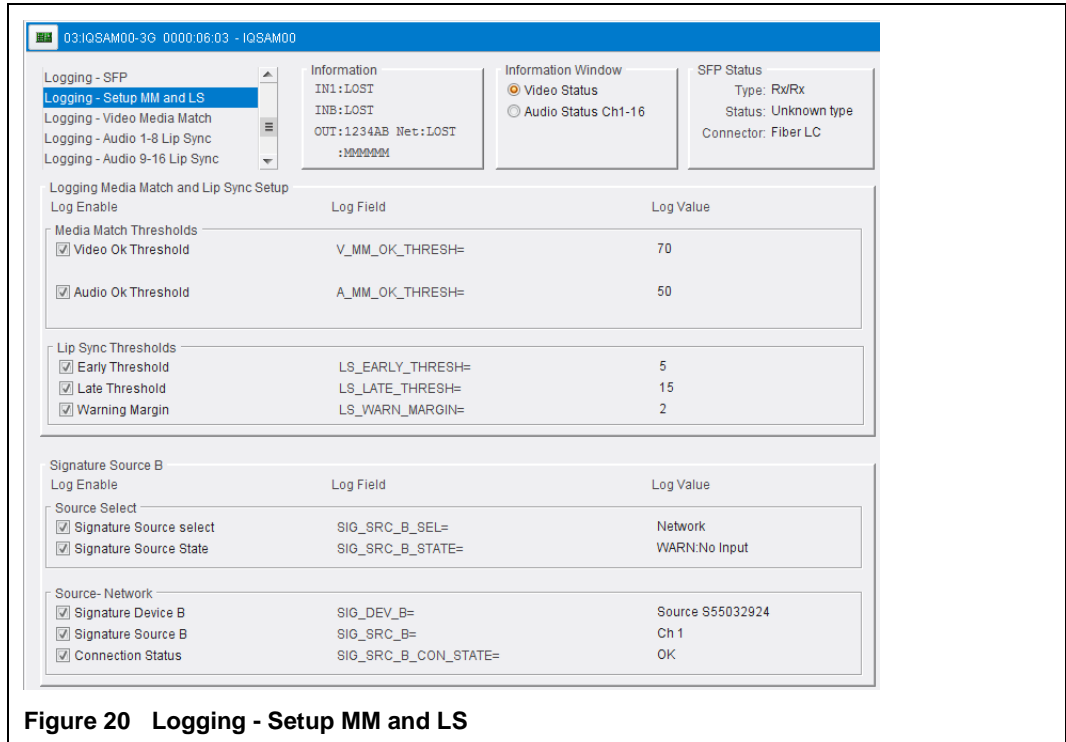 03:IQSAM00-3G 0000:06:03 - IQSAM00
Logging - SFP
Logging - Setup MM and LS
Logging - Video Media Match
Logging - Audio 1-8 Lip Sync
Logging - Audio 9-16 Lip Sync
Information
IN1:LOST
INB:LOST
OUT:1234AB Net:LOST
:MMMMMM
Information Window
Video Status
Audio Status Ch1-16
SFP Status
Type: Rx/Rx
Status: Unknown type
Connector: Fiber LC
Logging Media Match and Lip Sync Setup
Log Enable Log Field Log Value
Media Match Thresholds
Video Ok Threshold V_MM_OK_THRESH= 70
Audio Ok Threshold A_MM_OK_THRESH= 50
Lip Sync Thresholds
Early Threshold LS_EARLY_THRESH= 5
Late Threshold LS_LATE_THRESH= 15
Warning Margin LS_WARN_MARGIN= 2
Signature Source B
Log Enable Log Field Log Value
Source Select
Signature Source select SIG_SRC_B_SEL= Network
Signature Source State SIG_SRC_B_STATE= WARN:No Input
Source- Network
Signature Device B SIG_DEV_B= Source S55032924
Signature Source B SIG_SRC_B= Ch 1
Connection Status SIG_SRC_B_CON_STATE= OK
Figure 20 Logging - Setup MM and LS